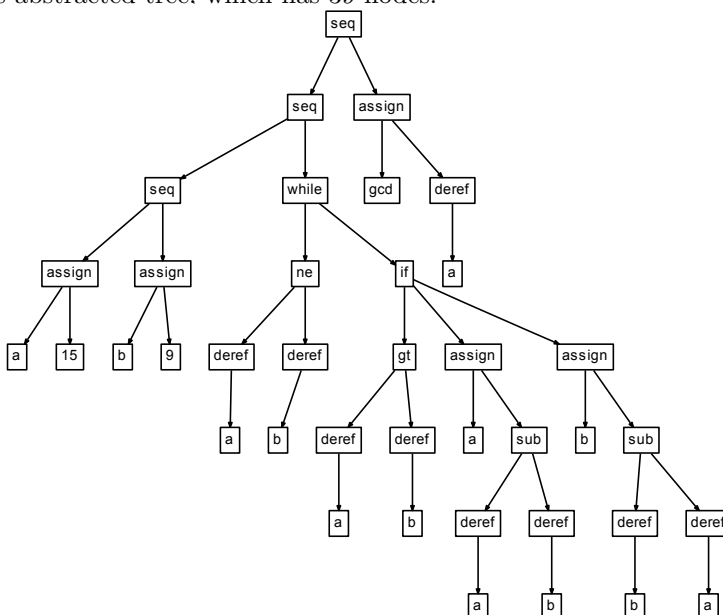 s abstracted tree, which has 39 nodes.
seq
seq assign
seq while gcd deref
assign assign ne if a
a 15 b 9 deref deref gt assign assign
a b deref deref a sub b sub
a b deref deref deref deref
a b b a